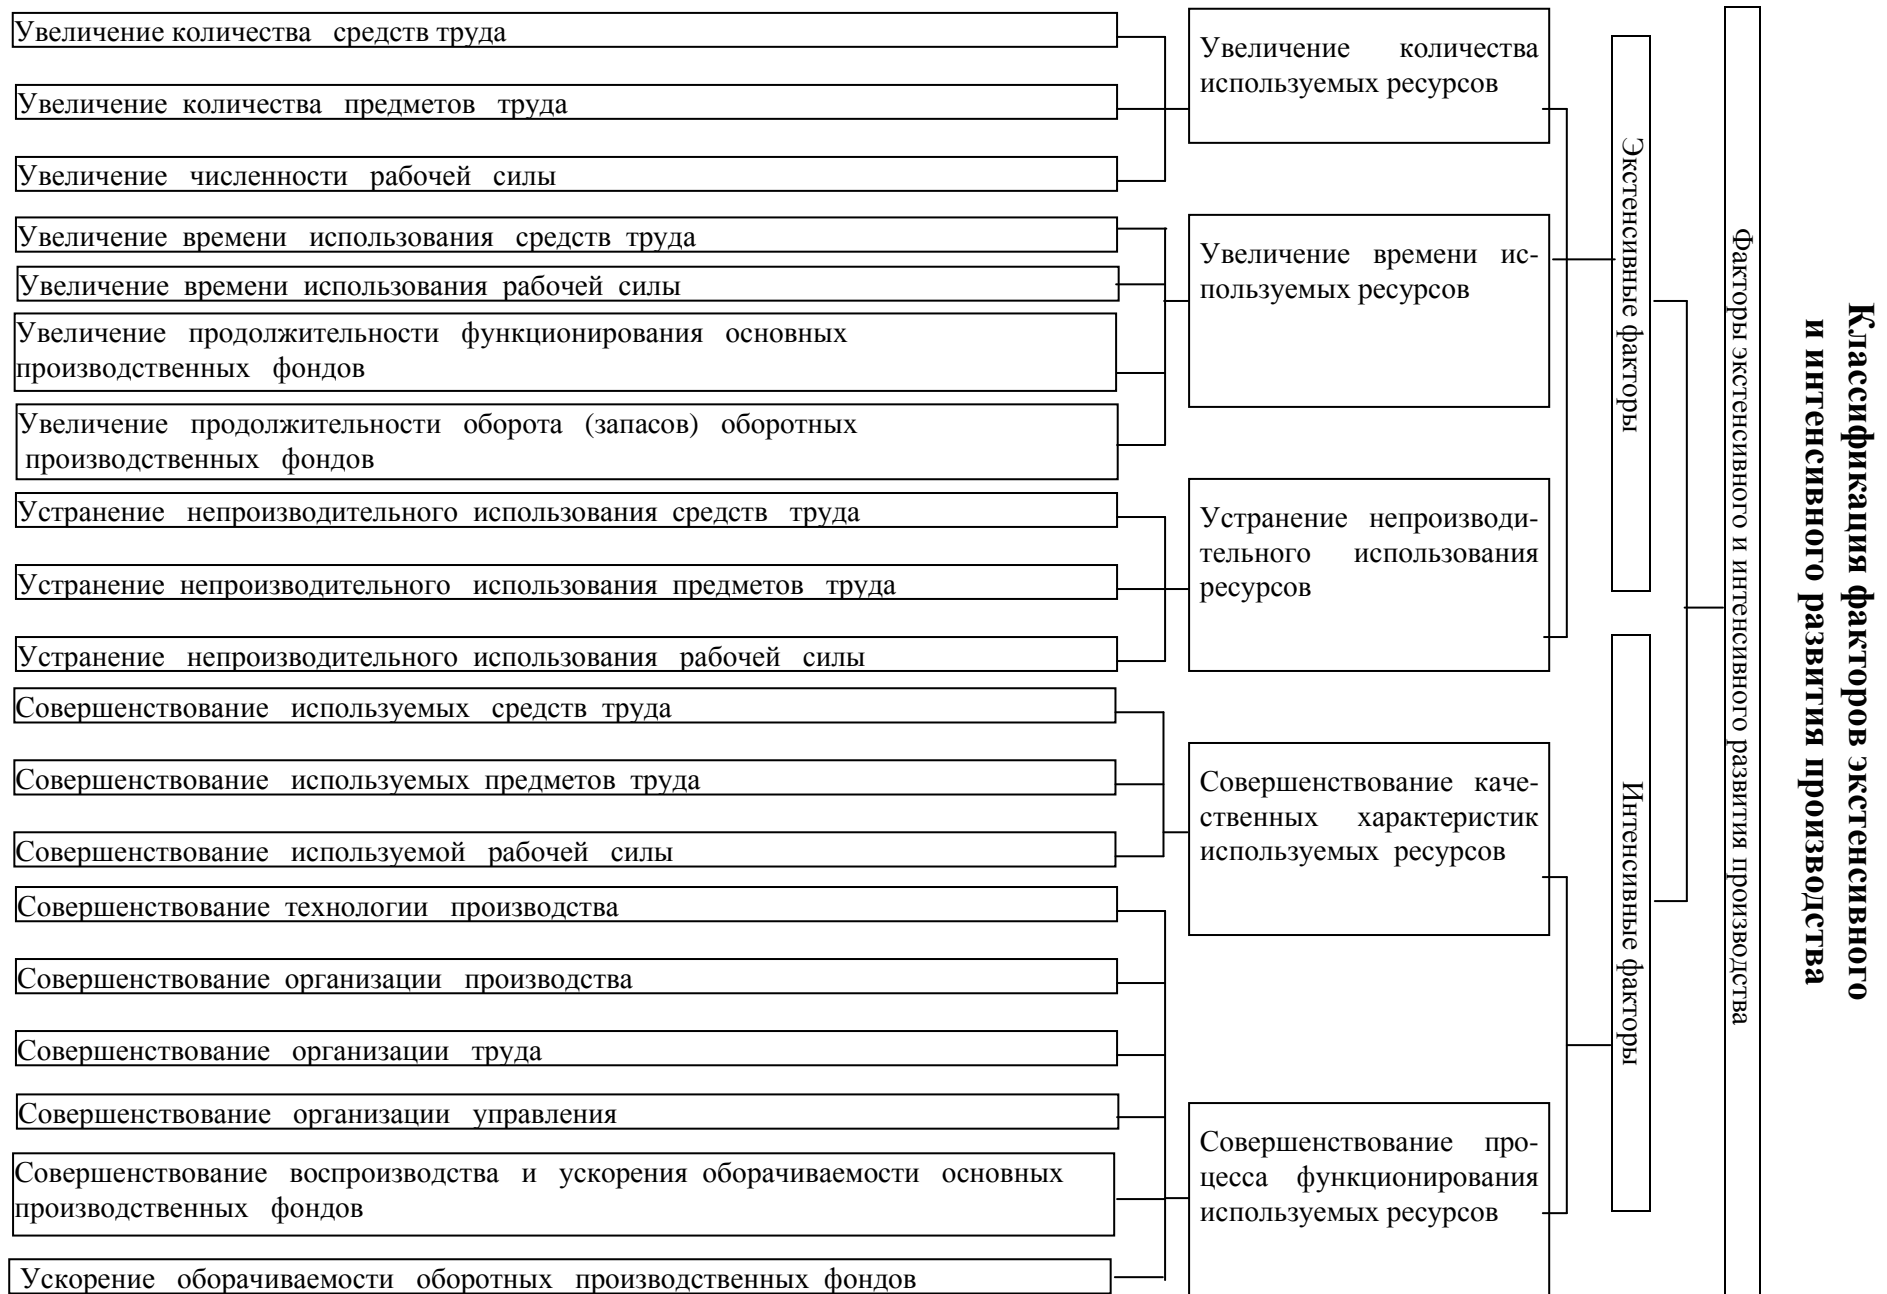 Увеличение количества средств труда
Увеличение количества предметов труда
Увеличение численности рабочей силы
Увеличение времени использования средств труда
Увеличение времени использования рабочей силы
Увеличение продолжительности функционирования основных
производственных фондов
Увеличение продолжительности оборота (запасов) оборотных
производственных фондов
Устранение непроизводительного использования средств труда
Устранение непроизводительного использования предметов труда
Устранение непроизводительного использования рабочей силы
Совершенствование используемых средств труда
Совершенствование используемых предметов труда
Совершенствование используемой рабочей силы
Совершенствование технологии производства
Совершенствование организации производства
Совершенствование организации труда
Совершенствование организации управления
Совершенствование воспроизводства и ускорения оборачиваемости основных
производственных фондов
Ускорение оборачиваемости оборотных производственных фондов
Увеличение количества
используемых ресурсов
Увеличение времени ис-
пользуемых ресурсов
Устранение непроизводи-
тельного использования
ресурсов
Совершенствование каче-
ственных характеристик
используемых ресурсов
Совершенствование про-
цесса функционирования
используемых ресурсов
Экстенсивные факторы
Интенсивные факторы
Факторы экстенсивного и интенсивного развития производства
Классификация факторов экстенсивного
и интенсивного развития производства